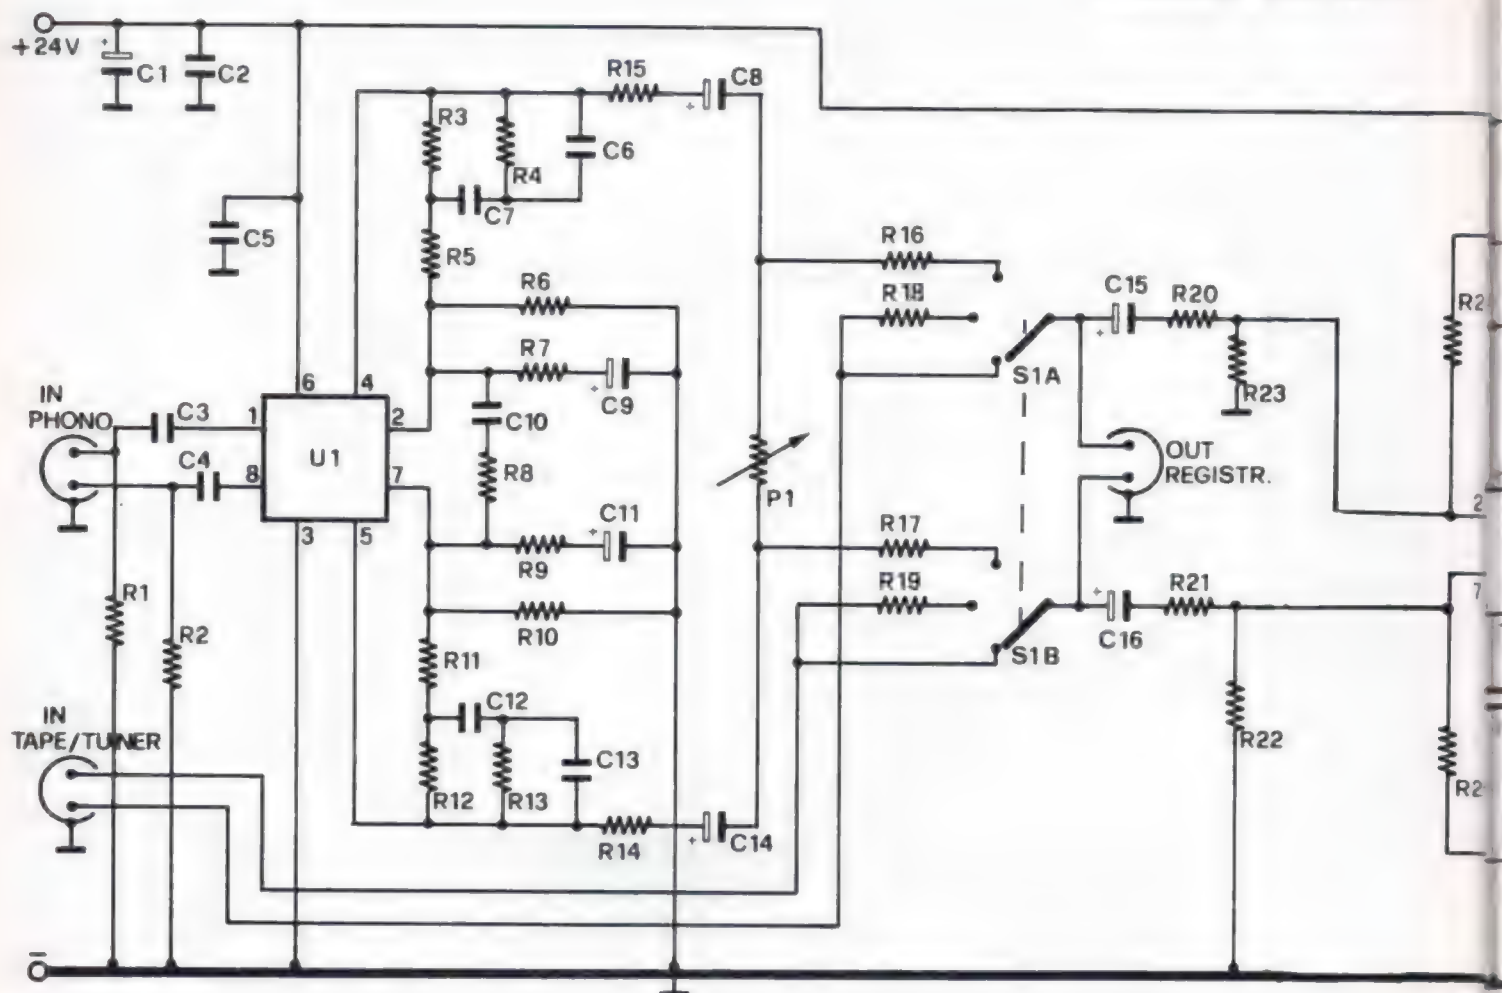 +24V
C1
C2
R15
C8
R3
R4
C6
C7
C5
R5
R16
R6
R18
C15
R20
R7
S1A
R23
IN
PHONO
C3
1
6
4
2
C9
C10
C4
8
U1
7
R8
P1
OUT
REGISTR.
3
5
C11
R17
R9
R1
R19
R21
R2
R10
C16
R11
S1B
IN
TAPE/TUNER
C12
R22
C13
R12
R13
R14
C14
2
7
−